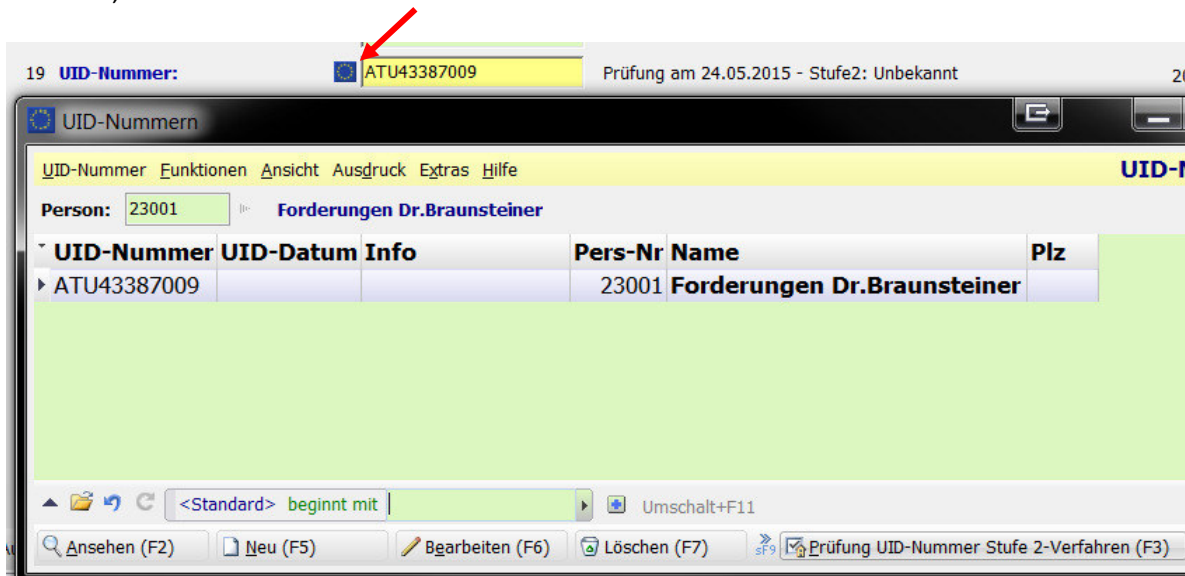 19 UID-Nummer: ATU43387009 Prüfung am 24.05.2015 - Stufe2: Unbekannt
UID-Nummern
UID-Nummer Funktionen Ansicht Ausdruck Extras Hilfe
Person: 23001 Forderungen Dr.Braunsteiner
UID-Nummer UID-Datum Info Pers-Nr Name Plz
ATU43387009 23001 Forderungen Dr.Braunsteiner
<Standard> beginnt mit Umschalt+F11
Ansehen (F2) Neu (F5) Bearbeiten (F6) Löschen (F7) sF9 Prüfung UID-Nummer Stufe 2-Verfahren (F3)